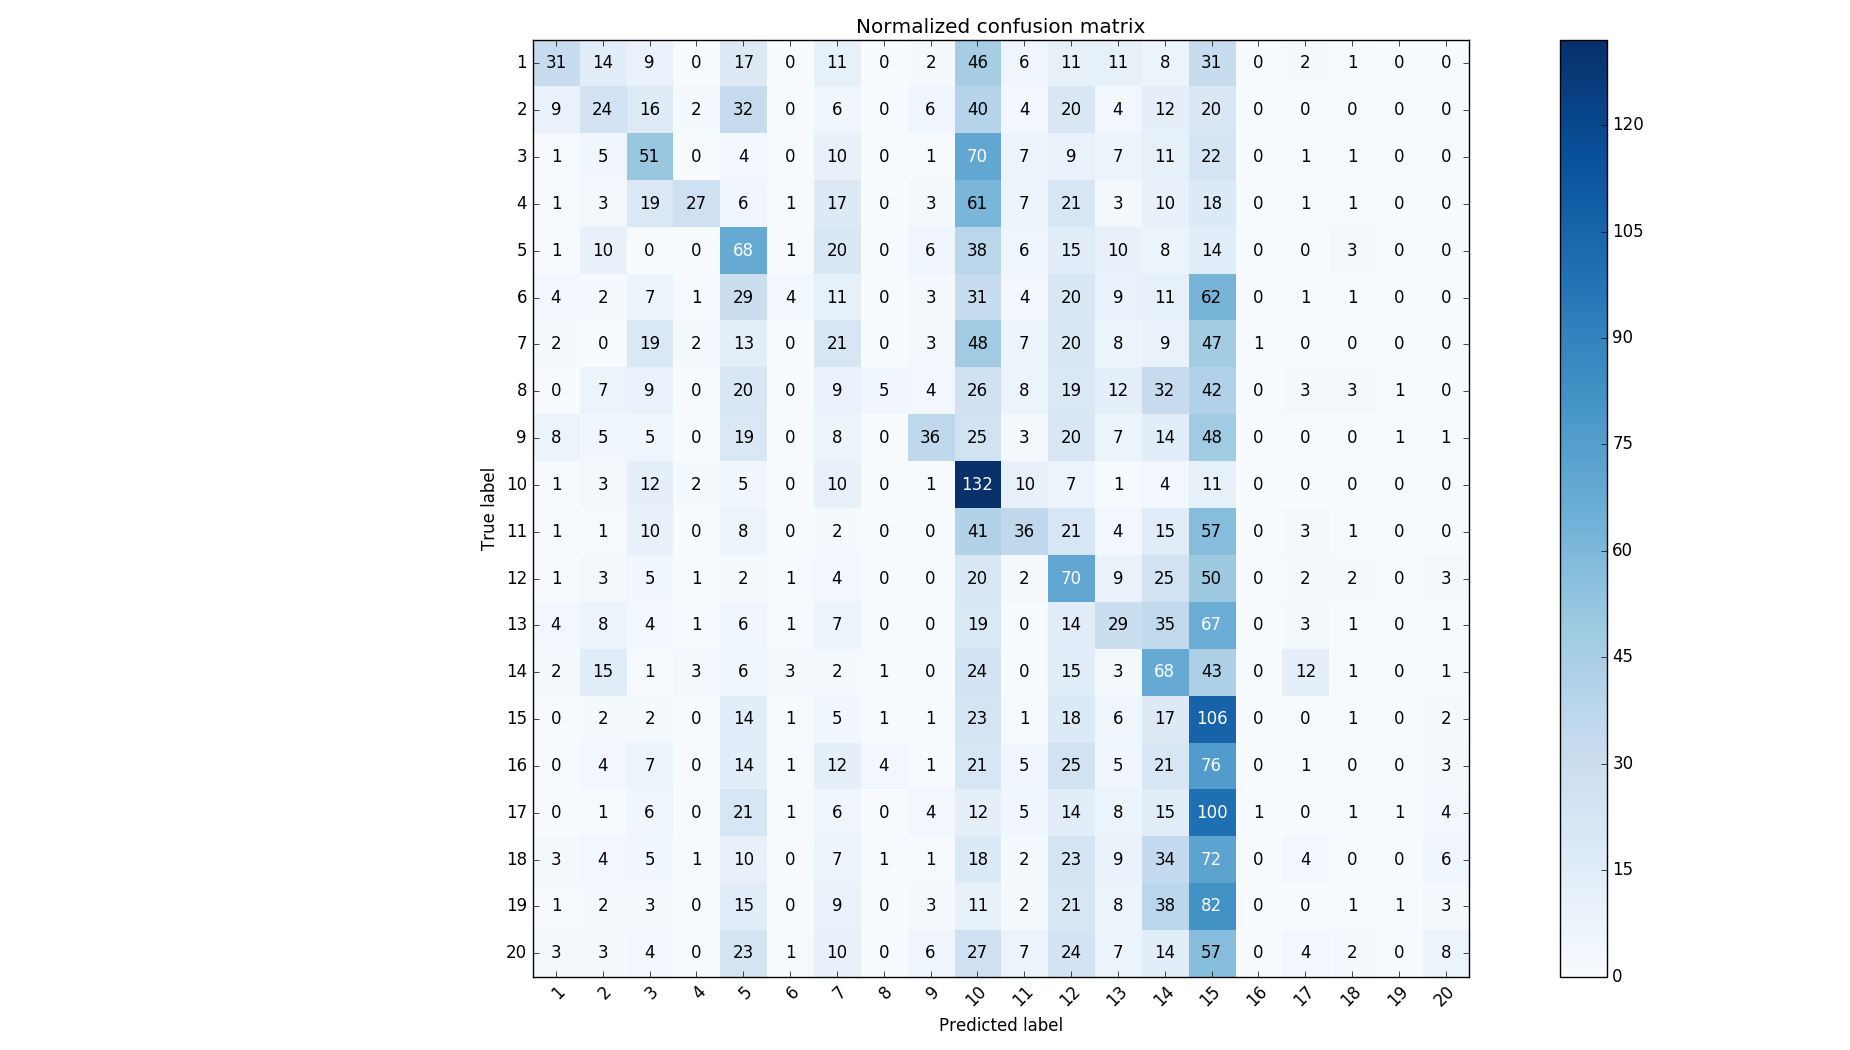 Normalized confusion matrix
1 31 14 9 0 17 0 11 0 2 46 6 11 11 8 31 0 2 1 0 0
2 9 24 16 2 32 0 6 0 6 40 4 20 4 12 20 0 0 0 0 0
3 1 5 51 0 4 0 10 0 1 70 7 9 7 11 22 0 1 1 0 0
4 1 3 19 27 6 1 17 0 3 61 7 21 3 10 18 0 1 1 0 0
5 1 10 0 0 68 1 20 0 6 38 6 15 10 8 14 0 0 3 0 0
6 4 2 7 1 29 4 11 0 3 31 4 20 9 11 62 0 1 1 0 0
7 2 0 19 2 13 0 21 0 3 48 7 20 8 9 47 1 0 0 0 0
8 0 7 9 0 20 0 9 5 4 26 8 19 12 32 42 0 3 3 1 0
9 8 5 5 0 19 0 8 0 36 25 3 20 7 14 48 0 0 0 1 1
10 1 3 12 2 5 0 10 0 1 132 10 7 1 4 11 0 0 0 0 0
11 1 1 10 0 8 0 2 0 0 41 36 21 4 15 57 0 3 1 0 0
12 1 3 5 1 2 1 4 0 0 20 2 70 9 25 50 0 2 2 0 3
13 4 8 4 1 6 1 7 0 0 19 0 14 29 35 67 0 3 1 0 1
14 2 15 1 3 6 3 2 1 0 24 0 15 3 68 43 0 12 1 0 1
15 0 2 2 0 14 1 5 1 1 23 1 18 6 17 106 0 0 1 0 2
16 0 4 7 0 14 1 12 4 1 21 5 25 5 21 76 0 1 0 0 3
17 0 1 6 0 21 1 6 0 4 12 5 14 8 15 100 1 0 1 1 4
18 3 4 5 1 10 0 7 1 1 18 2 23 9 34 72 0 4 0 0 6
19 1 2 3 0 15 0 9 0 3 11 2 21 8 38 82 0 0 1 1 3
20 3 3 4 0 23 1 10 0 6 27 7 24 7 14 57 0 4 2 0 8
1 2 3 4 5 6 7 8 9 10 11 12 13 14 15 16 17 18 19 20
True label
Predicted label
120
105
90
75
60
45
30
15
0